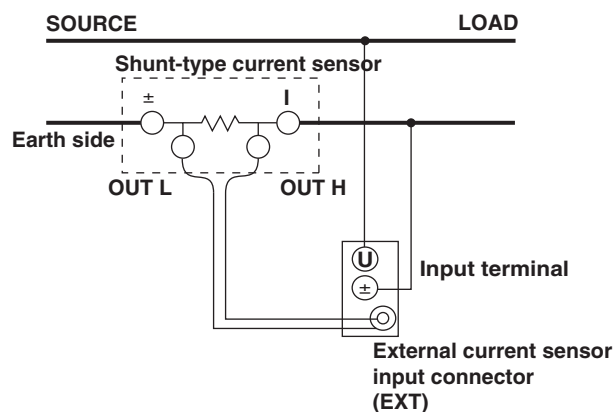 SOURCE LOAD
Shunt-type current sensor
± I
Earth side
OUT L OUT H
U
± Input terminal
External current sensor
input connector
(EXT)